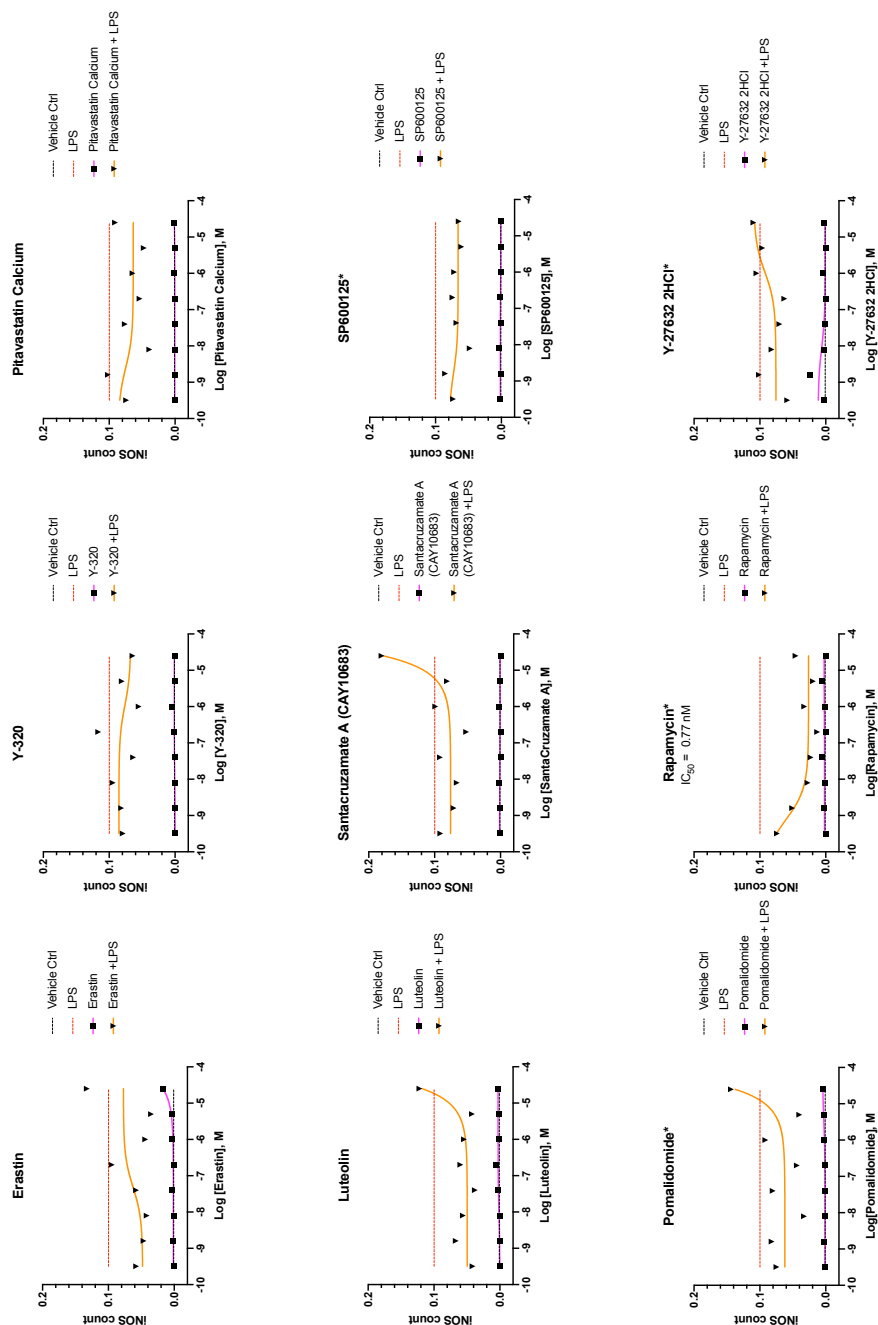 Erastin
0.2
0.1
0.0
iNOS count
-10 -9 -8 -7 -6 -5 -4
Log [Erastin], M
Vehicle Ctrl
LPS
Erastin
Erastin +LPS
Y-320
0.2
0.1
0.0
iNOS count
-10 -9 -8 -7 -6 -5 -4
Log [Y-320], M
Vehicle Ctrl
LPS
Y-320
Y-320 +LPS
Pitavastatin Calcium
0.2
0.1
0.0
iNOS count
-10 -9 -8 -7 -6 -5 -4
Log [Pitavastatin Calcium], M
Vehicle Ctrl
LPS
Pitavastatin Calcium
Pitavastatin Calcium + LPS
Luteolin
0.2
0.1
0.0
iNOS count
-10 -9 -8 -7 -6 -5 -4
Log [Luteolin], M
Vehicle Ctrl
LPS
Luteolin
Luteolin + LPS
Santacruzamate A (CAY10683)
0.2
0.1
0.0
iNOS count
-10 -9 -8 -7 -6 -5 -4
Log [SantaCruzamate A], M
Vehicle Ctrl
LPS
Santacruzamate A
(CAY10683)
Santacruzamate A
(CAY10683) +LPS
SP600125*
0.2
0.1
0.0
iNOS count
-10 -9 -8 -7 -6 -5 -4
Log [SP600125], M
Vehicle Ctrl
LPS
SP600125
SP600125 + LPS
Pomalidomide*
0.2
0.1
0.0
iNOS count
-10 -9 -8 -7 -6 -5 -4
Log[Pomalidomide], M
Vehicle Ctrl
LPS
Pomalidomide
Pomalidomide + LPS
Rapamycin*
IC50 = 0.77 nM
0.2
0.1
0.0
iNOS count
-10 -9 -8 -7 -6 -5 -4
Log[Rapamycin], M
Vehicle Ctrl
LPS
Rapamycin
Rapamycin +LPS
Y-27632 2HCl*
0.2
0.1
0.0
iNOS count
-10 -9 -8 -7 -6 -5 -4
Log [Y-27632 2HCl], M
Vehicle Ctrl
LPS
Y-27632 2HCl
Y-27632 2HCl +LPS